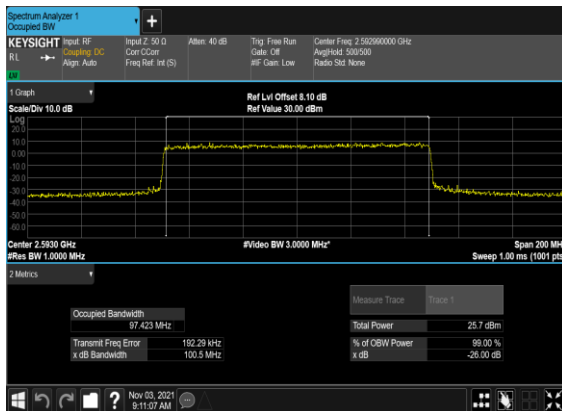 Spectrum Analyzer 1
Occupied BW
KEYSIGHT
RL
Input: RF
Coupling: DC
Align: Auto
Input Z: 50 Ω
Corr CCorr
Freq Ref: Int (S)
Atten: 40 dB
Trig: Free Run
Gate: Off
#IF Gain: Low
Center Freq: 2.592990000 GHz
Avg|Hold: 500/500
Radio Std: None
1 Graph
Scale/Div 10.0 dB
Ref Lvl Offset 8.10 dB
Ref Value 30.00 dBm
Log
20.0
10.0
0.00
-10.0
-20.0
-30.0
-40.0
-50.0
-60.0
Center 2.5930 GHz
#Res BW 1.0000 MHz
#Video BW 3.0000 MHz*
Span 200 MH
Sweep 1.00 ms (1001 pts
2 Metrics
Measure Trace Trace 1
Occupied Bandwidth
97.423 MHz
Total Power 25.7 dBm
Transmit Freq Error 192.29 kHz
% of OBW Power 99.00 %
x dB Bandwidth 100.5 MHz
x dB -26.00 dB
?
Nov 03, 2021
9:11:07 AM